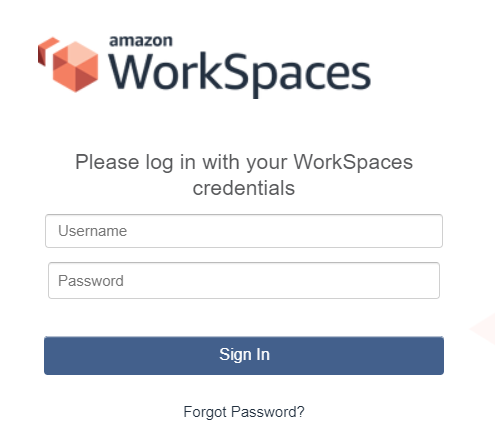 amazon
WorkSpaces
Please log in with your WorkSpaces
credentials
Username
Password
Sign In
Forgot Password?